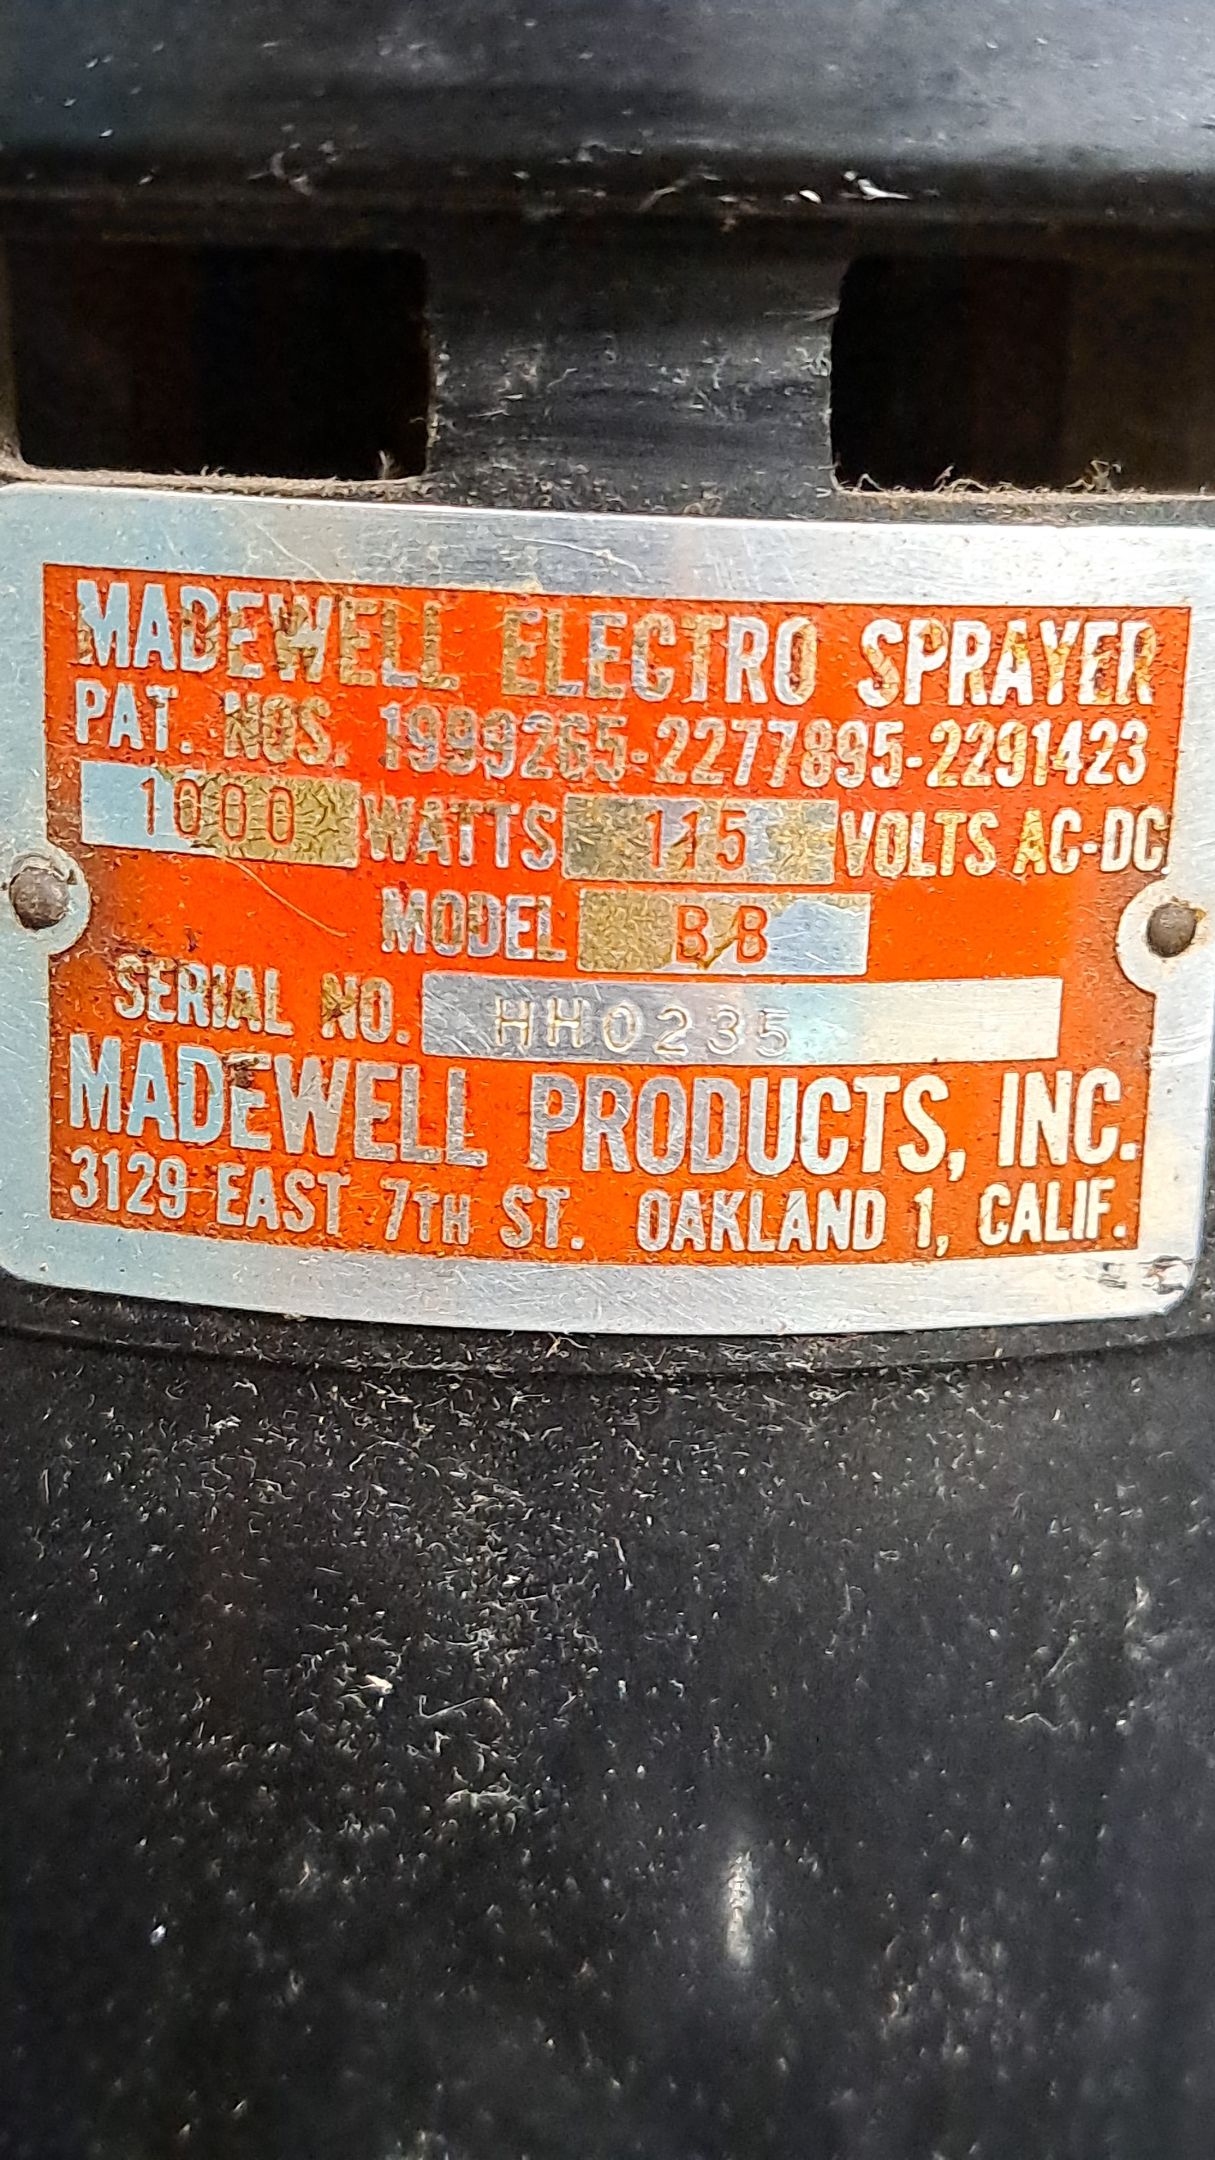 MADEWELL ELECTRO SPRAYER
PAT. NOS. 1999265-2277895-2291423
1000 WATTS 115 VOLTS AC-DC
MODEL BB
SERIAL NO. HH0235
MADEWELL PRODUCTS, INC.
3129 EAST 7TH ST. OAKLAND 1, CALIF.